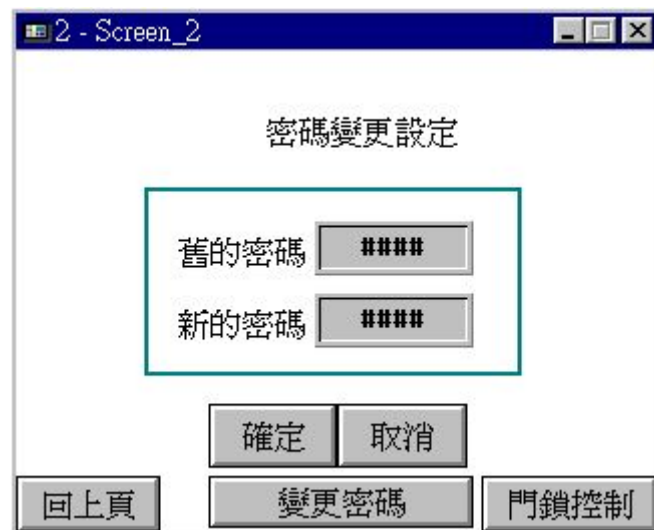 2 - Screen_2
密碼變更設定
舊的密碼 ####
新的密碼 ####
確定 取消
回上頁 變更密碼 門鎖控制